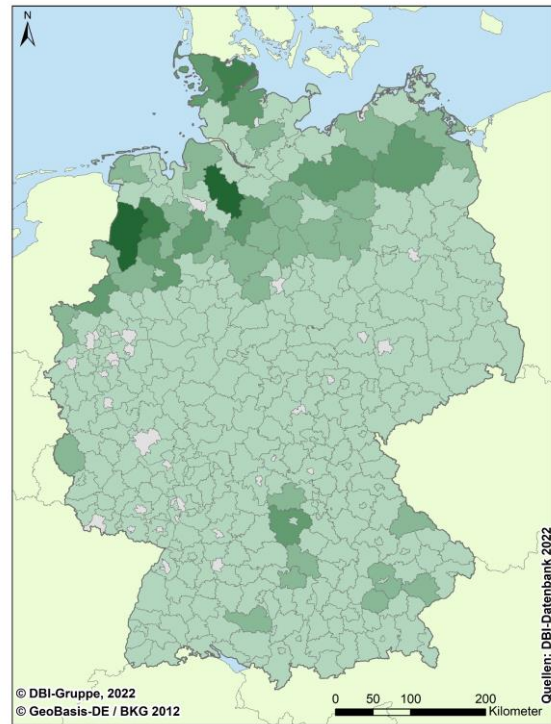 N
Quellen: DBI-Datenbank 2022
© DBI-Gruppe, 2022
© GeoBasis-DE / BKG 2012
0 50 100 200
Kilometer